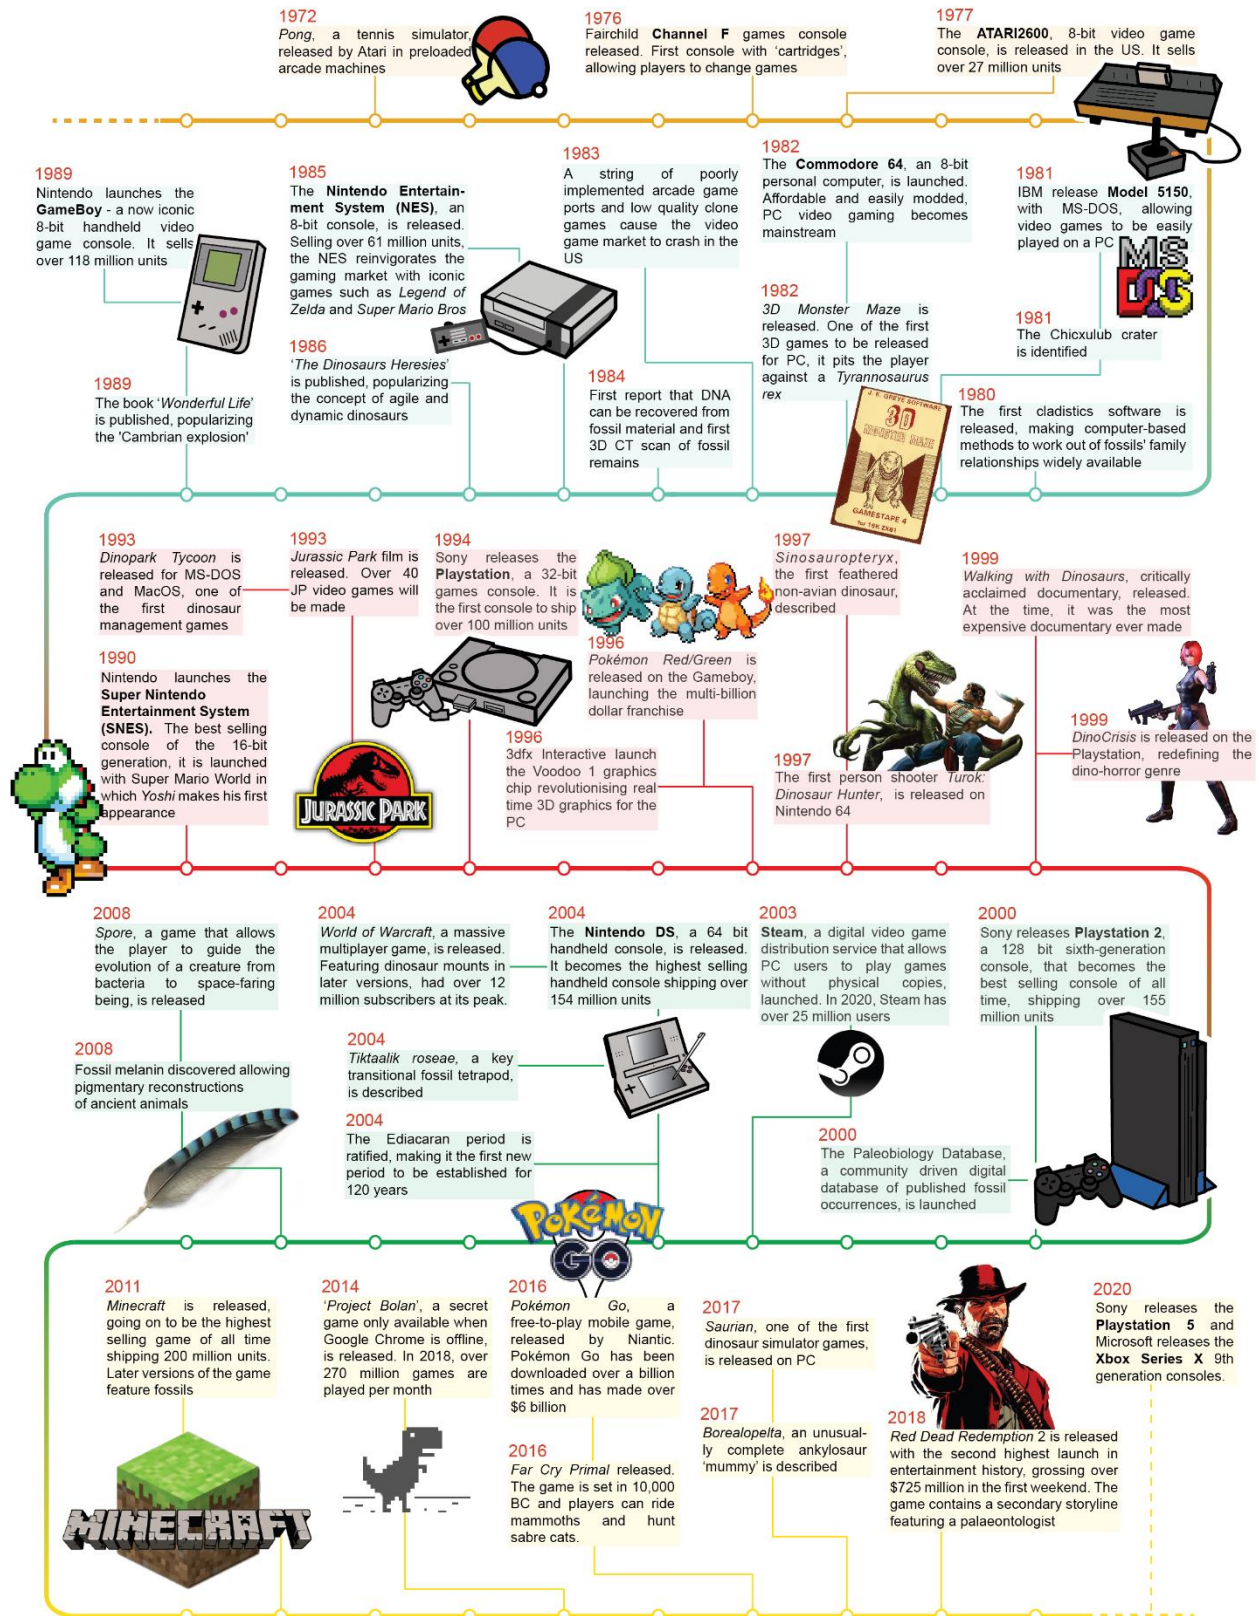 1972
Pong, a tennis simulator,
released by Atari in preloaded
arcade machines
1976
Fairchild Channel F games console
released. First console with 'cartridges',
allowing players to change games
1977
The ATARI2600, 8-bit video game
console, is released in the US. It sells
over 27 million units
1989
Nintendo launches the
GameBoy - a now iconic
8-bit handheld video
game console. It sells
over 118 million units
1985
The Nintendo Entertain-
ment System (NES), an
8-bit console, is released.
Selling over 61 million units,
the NES reinvigorates the
gaming market with iconic
games such as Legend of
Zelda and Super Mario Bros
1983
A string of poorly
implemented arcade game
ports and low quality clone
games cause the video
game market to crash in the
US
1982
The Commodore 64, an 8-bit
personal computer, is launched.
Affordable and easily modded,
PC video gaming becomes
mainstream
1981
IBM release Model 5150,
with MS-DOS, allowing
video games to be easily
played on a PC
MS
DOS
1989
The book 'Wonderful Life'
is published, popularizing
the 'Cambrian explosion'
1986
'The Dinosaurs Heresies'
is published, popularizing
the concept of agile and
dynamic dinosaurs
1984
First report that DNA
can be recovered from
fossil material and first
3D CT scan of fossil
remains
1982
3D Monster Maze is
released. One of the first
3D games to be released
for PC, it pits the player
against a Tyrannosaurus
rex
J. K. GREYE SOFTWARE
3D
MONSTER MAZE
GAMESTAPE 4
for 16K ZX81
1981
The Chicxulub crater
is identified
1980
The first cladistics software is
released, making computer-based
methods to work out of fossils' family
relationships widely available
1993
Dinopark Tycoon is
released for MS-DOS
and MacOS, one of
the first dinosaur
management games
1993
Jurassic Park film is
released. Over 40
JP video games will
be made
1994
Sony releases the
Playstation, a 32-bit
games console. It is
the first console to ship
over 100 million units
1997
Sinosauropteryx,
the first feathered
non-avian dinosaur,
described
1999
Walking with Dinosaurs, critically
acclaimed documentary, released.
At the time, it was the most
expensive documentary ever made
1990
Nintendo launches the
Super Nintendo
Entertainment System
(SNES). The best selling
console of the 16-bit
generation, it is launched
with Super Mario World in
which Yoshi makes his first
appearance
JURASSIC PARK
1996
Pokémon Red/Green is
released on the Gameboy,
launching the multi-billion
dollar franchise
1996
3dfx Interactive launch
the Voodoo 1 graphics
chip revolutionising real
time 3D graphics for the
PC
1997
The first person shooter Turok:
Dinosaur Hunter, is released on
Nintendo 64
1999
DinoCrisis is released on the
Playstation, redefining the
dino-horror genre
2008
Spore, a game that allows
the player to guide the
evolution of a creature from
bacteria to space-faring
being, is released
2004
World of Warcraft, a massive
multiplayer game, is released.
Featuring dinosaur mounts in
later versions, had over 12
million subscribers at its peak.
2004
The Nintendo DS, a 64 bit
handheld console, is released.
It becomes the highest selling
handheld console shipping over
154 million units
2003
Steam, a digital video game
distribution service that allows
PC users to play games
without physical copies,
launched. In 2020, Steam has
over 25 million users
2000
Sony releases Playstation 2,
a 128 bit sixth-generation
console, that becomes the
best selling console of all
time, shipping over 155
million units
2008
Fossil melanin discovered allowing
pigmentary reconstructions
of ancient animals
2004
Tiktaalik roseae, a key
transitional fossil tetrapod,
is described
2004
The Ediacaran period is
ratified, making it the first new
period to be established for
120 years
2000
The Paleobiology Database,
a community driven digital
database of published fossil
occurrences, is launched
POKéMON
GO
2011
Minecraft is released,
going on to be the highest
selling game of all time
shipping 200 million units.
Later versions of the game
feature fossils
MINECRAFT
2014
'Project Bolan', a secret
game only available when
Google Chrome is offline,
is released. In 2018, over
270 million games are
played per month
2016
Pokémon Go, a
free-to-play mobile game,
released by Niantic.
Pokémon Go has been
downloaded over a billion
times and has made over
$6 billion
2016
Far Cry Primal released.
The game is set in 10,000
BC and players can ride
mammoths and hunt
sabre cats.
2017
Saurian, one of the first
dinosaur simulator games,
is released on PC
2017
Borealopelta, an unusual-
ly complete ankylosaur
'mummy' is described
2018
Red Dead Redemption 2 is released
with the second highest launch in
entertainment history, grossing over
$725 million in the first weekend. The
game contains a secondary storyline
featuring a palaeontologist
2020
Sony releases the
Playstation 5 and
Microsoft releases the
Xbox Series X 9th
generation consoles.